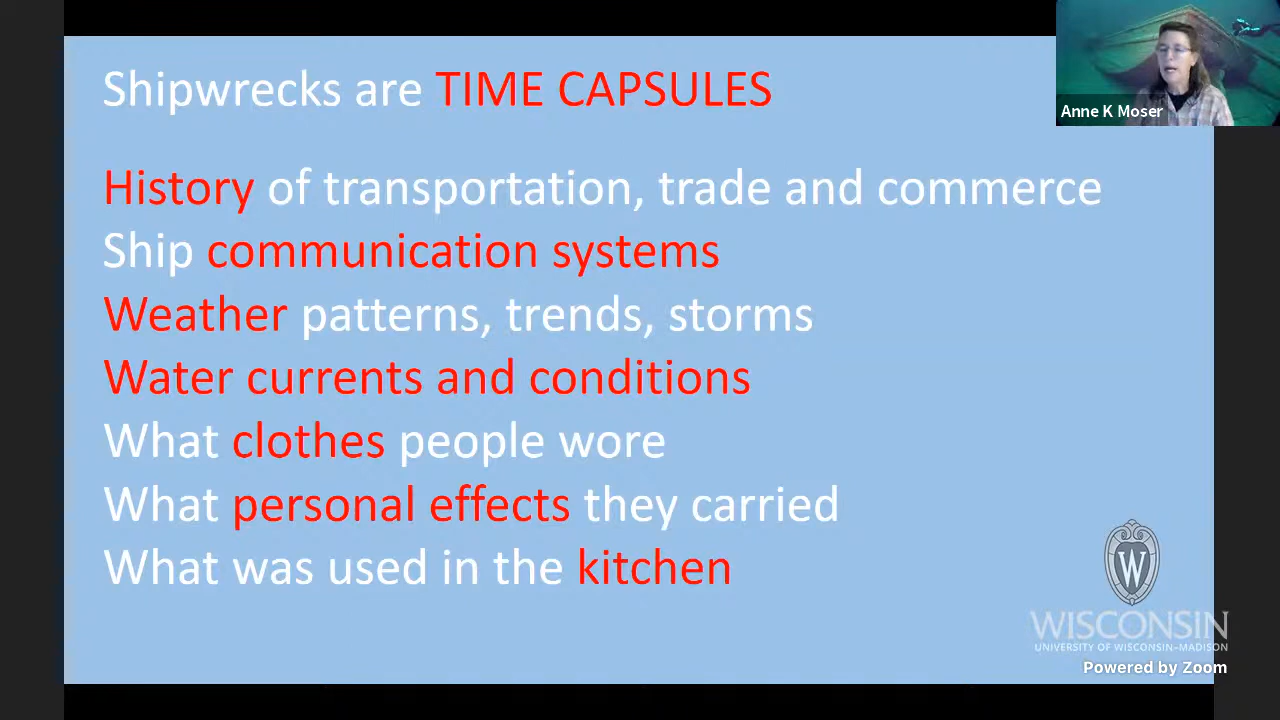 Shipwrecks are TIME CAPSULES
Anne K Moser
History of transportation, trade and commerce
Ship communication systems
Weather patterns, trends, storms
Water currents and conditions
What clothes people wore
What personal effects they carried
What was used in the kitchen
W
WISCONSIN
UNIVERSITY OF WISCONSIN–MADISON
Powered by Zoom